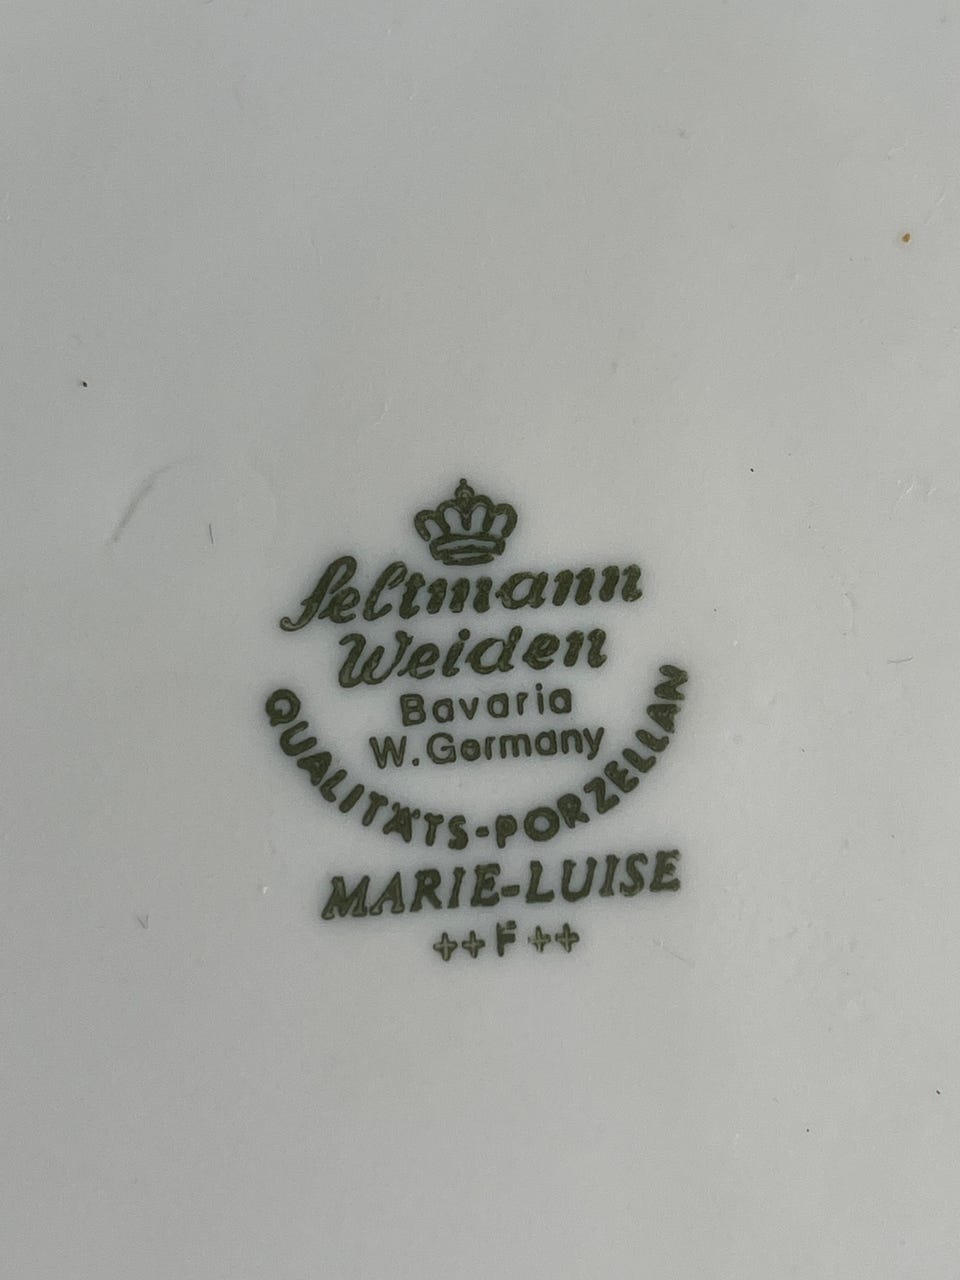 Seltmann
Weiden
Bavaria
W. Germany
QUALITÄTS-PORZELLAN
MARIE-LUISE
++ F ++